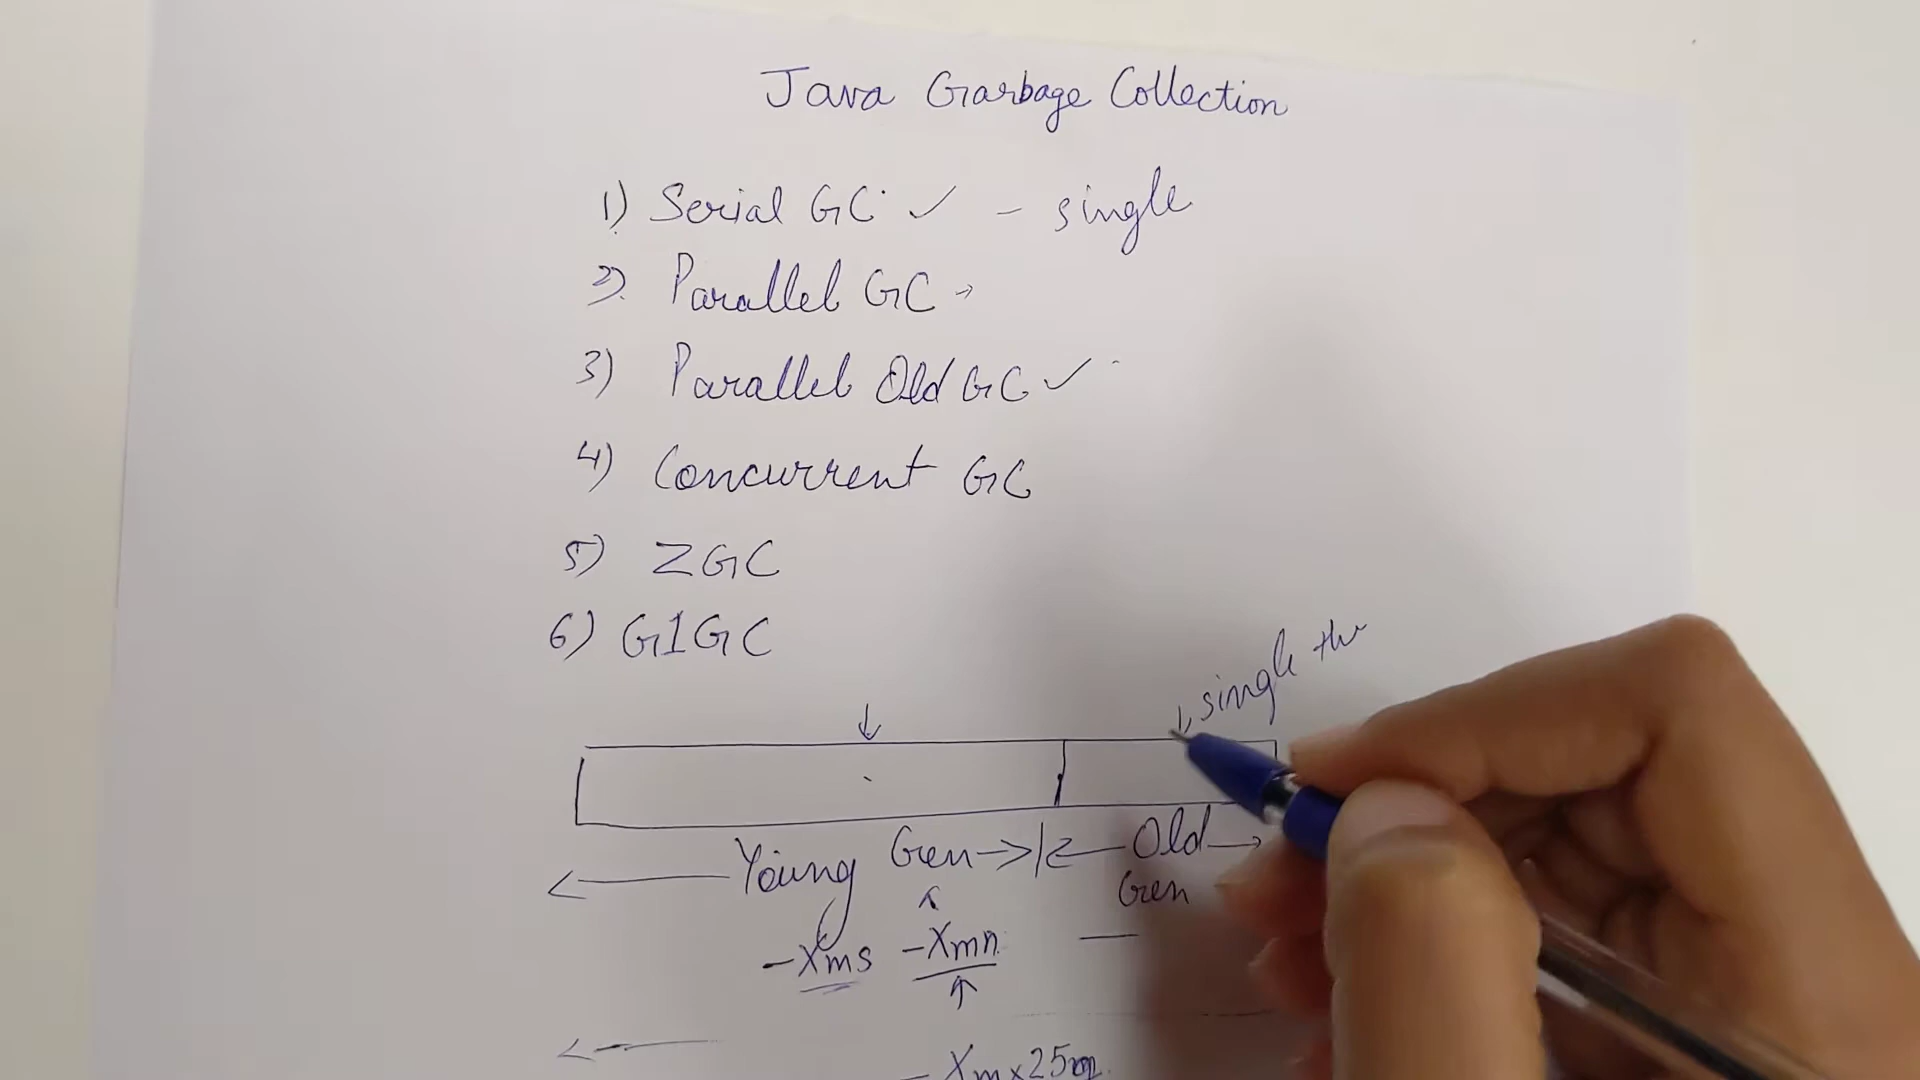 Java Garbage Collection
1) Serial GC ✓ - single
2) Parallel GC →
3) Parallel Old GC ✓
4) Concurrent GC
5) ZGC
6) G1GC
single thr
Young Gen Old
Gen
-Xms -Xmn
- Xmx25